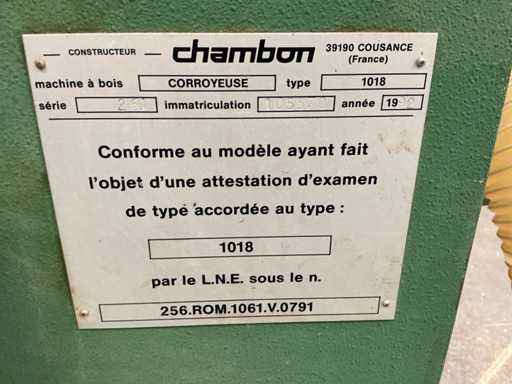 CONSTRUCTEUR chambon 39190 COUSANCE
(France)
machine à bois CORROYEUSE type 1018
série immatriculation année 19
Conforme au modèle ayant fait
l'objet d'une attestation d'examen
de type accordée au type :
1018
par le L.N.E. sous le n.
256.ROM.1061.V.0791